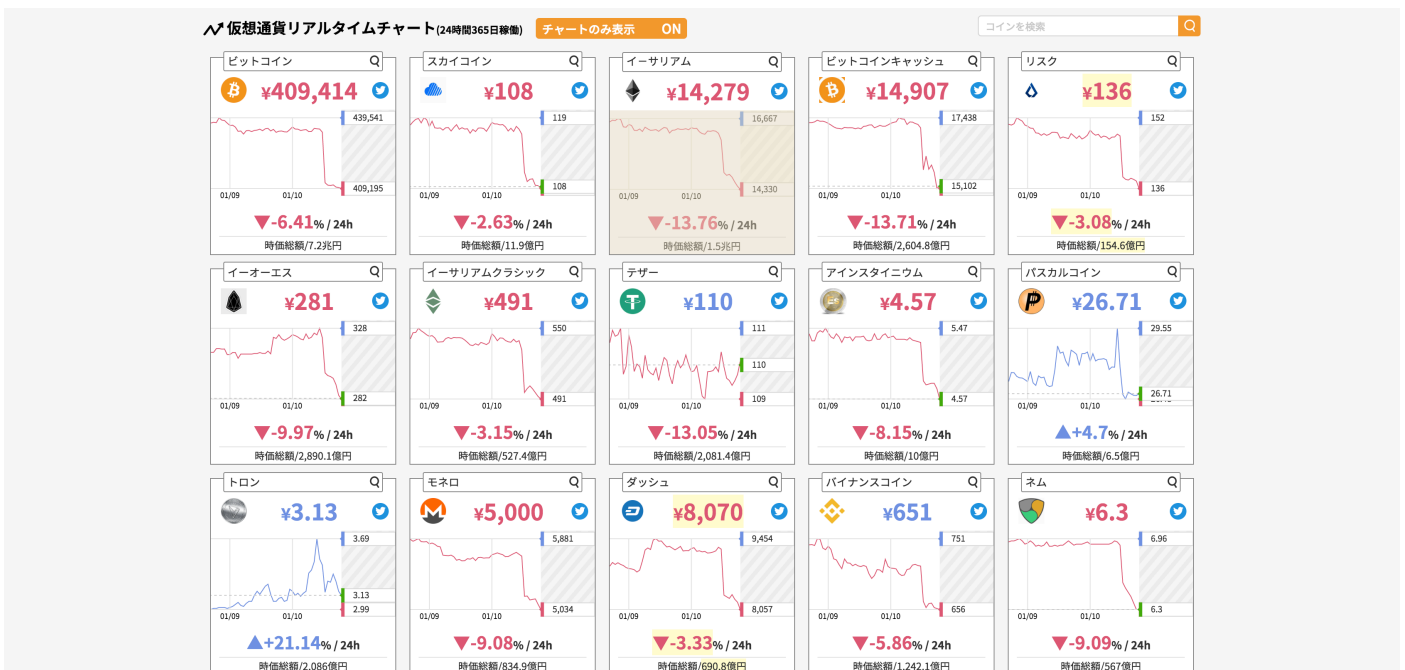 仮想通貨リアルタイムチャート(24時間365日稼働) チャートのみ表示 ON コインを検索
ビットコイン
¥409,414
439,541
409,195
01/09 01/10
▼-6.41% / 24h
時価総額/7.2兆円
スカイコイン
¥108
119
108
01/09 01/10
▼-2.63% / 24h
時価総額/11.9億円
イーサリアム
¥14,279
16,667
14,330
01/09 01/10
▼-13.76% / 24h
時価総額/1.5兆円
ビットコインキャッシュ
¥14,907
17,438
15,102
01/09 01/10
▼-13.71% / 24h
時価総額/2,604.8億円
リスク
¥136
152
136
01/09 01/10
▼-3.08% / 24h
時価総額/154.6億円
イーオーエス
¥281
328
282
01/09 01/10
▼-9.97% / 24h
時価総額/2,890.1億円
イーサリアムクラシック
¥491
550
491
01/09 01/10
▼-3.15% / 24h
時価総額/527.4億円
テザー
¥110
111
110
109
01/09 01/10
▼-13.05% / 24h
時価総額/2,081.4億円
アインスタイニウム
¥4.57
5.47
4.57
01/09 01/10
▼-8.15% / 24h
時価総額/10億円
パスカルコイン
¥26.71
29.55
26.71
01/09 01/10
▲+4.7% / 24h
時価総額/6.5億円
トロン
¥3.13
3.69
3.13
2.99
01/09 01/10
▲+21.14% / 24h
時価総額/2,086億円
モネロ
¥5,000
5,881
5,034
01/09 01/10
▼-9.08% / 24h
時価総額/834.9億円
ダッシュ
¥8,070
9,454
8,057
01/09 01/10
▼-3.33% / 24h
時価総額/690.8億円
バイナンスコイン
¥651
751
656
01/09 01/10
▼-5.86% / 24h
時価総額/1,242.1億円
ネム
¥6.3
6.96
6.3
01/09 01/10
▼-9.09% / 24h
時価総額/567億円